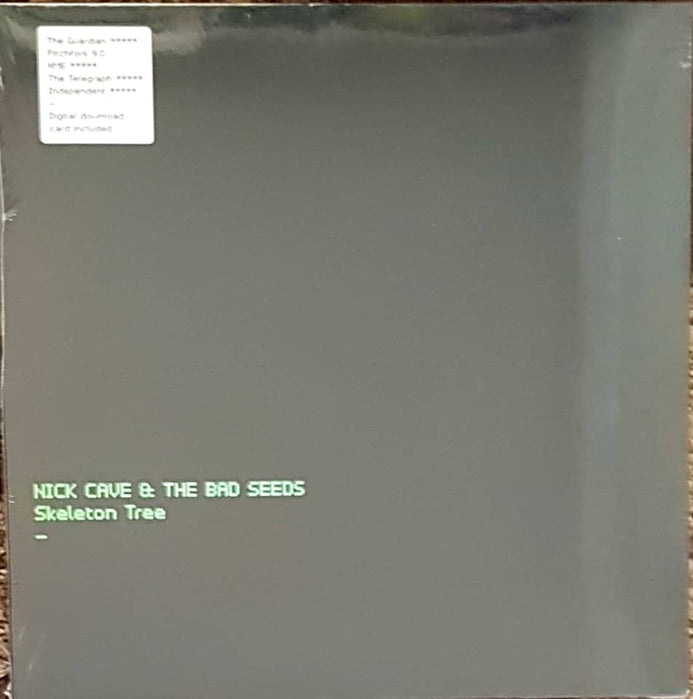 The Guardian *****
Pitchfork 9.0
NME *****
The Telegraph *****
Independent *****
–
Digital download
card included
NICK CAVE & THE BAD SEEDS
Skeleton Tree
_